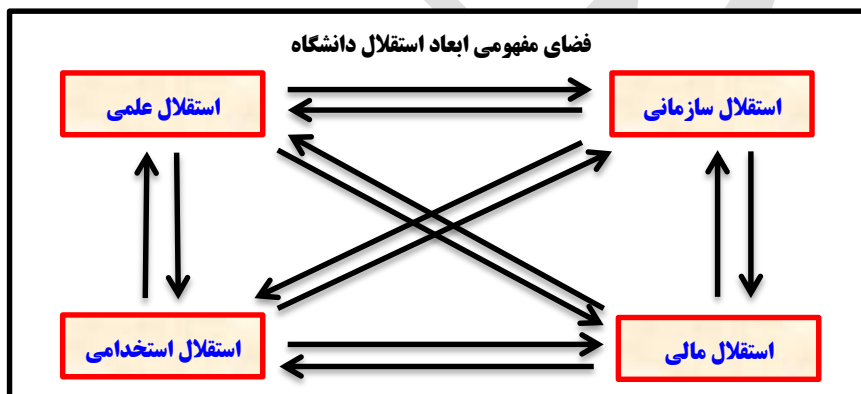 فضای مفهومی ابعاد استقلال دانشگاه
استقلال سازمانی
استقلال علمی
استقلال مالی
استقلال استخدامی